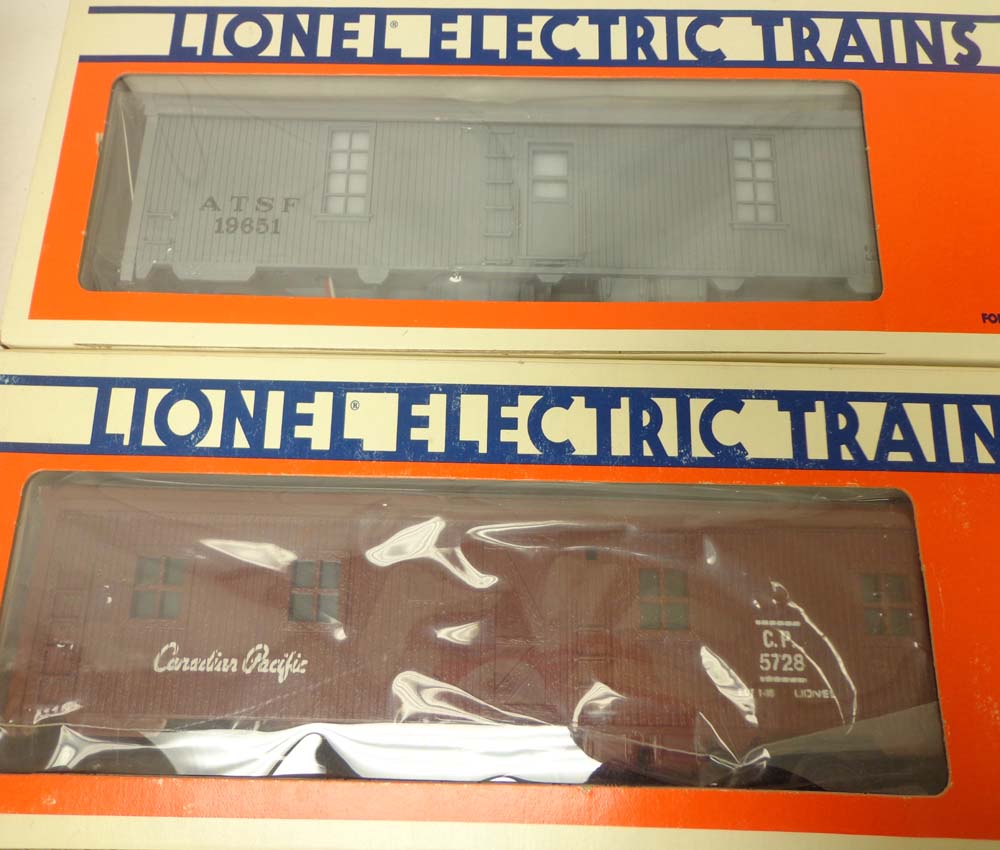 LIONEL® ELECTRIC TRAINS
ATSF
19651
LIONEL® ELECTRIC TRAIN
Canadian Pacific
C.P.
5728
LIONEL